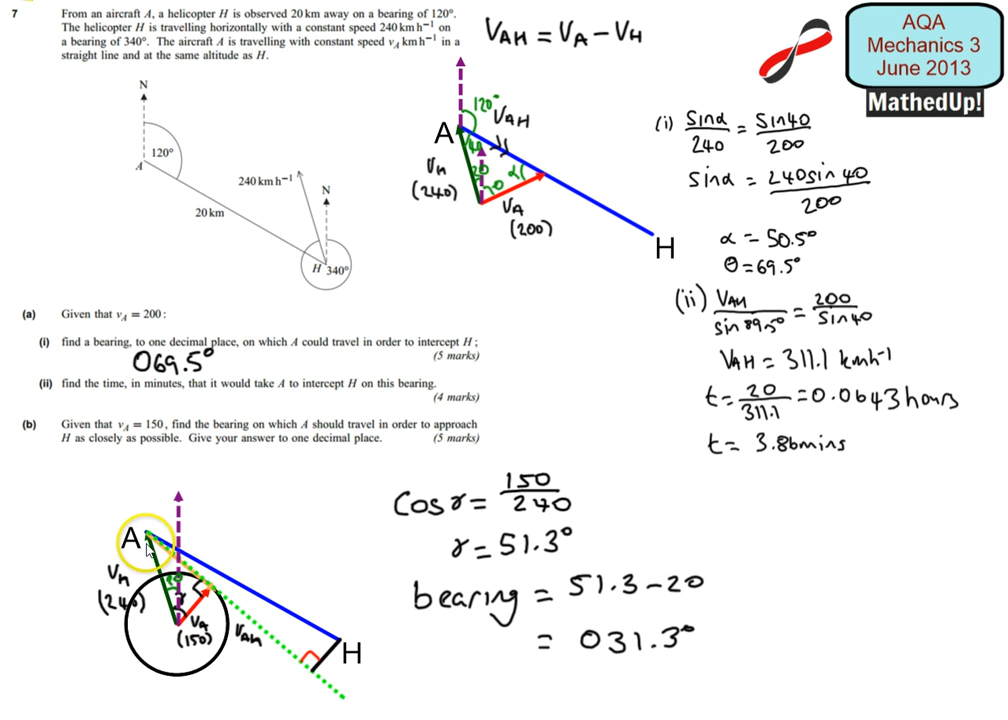 7
From an aircraft A, a helicopter H is observed 20 km away on a bearing of 120°.
The helicopter H is travelling horizontally with a constant speed 240 km h⁻¹ on
a bearing of 340°. The aircraft A is travelling with constant speed v_A km h⁻¹ in a
straight line and at the same altitude as H.
V_AH = V_A − V_H
AQA
Mechanics 3
June 2013
MathedUp!
N
120°
A
240 km h⁻¹
N
20 km
H 340°
120°
V_AH
A
40
20
α
V_H
(240)
θ
V_A
(200)
H
(i) Sinα/240 = Sin40/200
Sinα = 240sin40/200
α = 50.5°
θ = 69.5°
(ii) V_AH/Sin 89.5° = 200/Sin40
V_AH = 311.1 kmh⁻¹
t = 20/311.1 = 0.0643 hours
t = 3.86mins
(a) Given that v_A = 200 :
(i) find a bearing, to one decimal place, on which A could travel in order to intercept H ;
069.5°
(5 marks)
(ii) find the time, in minutes, that it would take A to intercept H on this bearing.
(4 marks)
(b) Given that v_A = 150, find the bearing on which A should travel in order to approach
H as closely as possible. Give your answer to one decimal place. (5 marks)
A
V_H
(240)
20
γ
V_A
(150)
V_AH
H
Cosγ = 150/240
γ = 51.3°
bearing = 51.3 − 20
= 031.3°